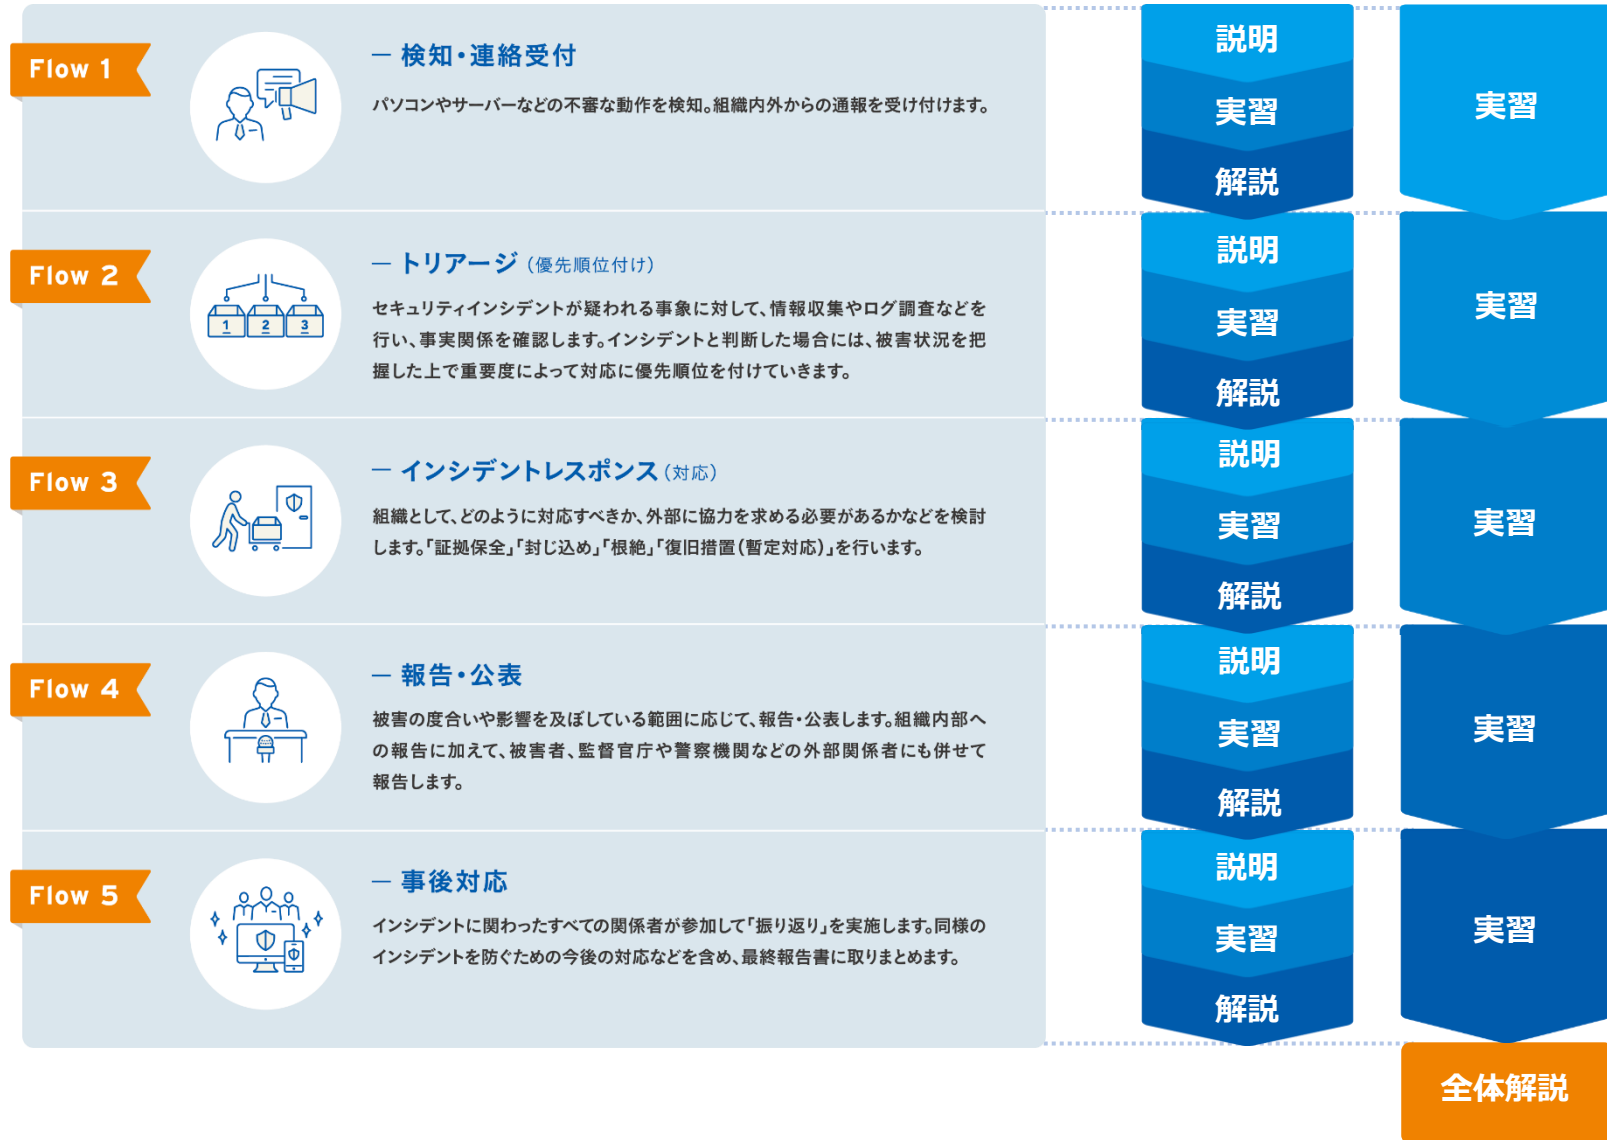 Flow 1
— 検知・連絡受付
パソコンやサーバーなどの不審な動作を検知。組織内外からの通報を受け付けます。
説明
実習
解説
実習
Flow 2
1
2
3
— トリアージ（優先順位付け）
セキュリティインシデントが疑われる事象に対して、情報収集やログ調査などを
行い、事実関係を確認します。インシデントと判断した場合には、被害状況を把
握した上で重要度によって対応に優先順位を付けていきます。
説明
実習
解説
実習
Flow 3
— インシデントレスポンス（対応）
組織として、どのように対応すべきか、外部に協力を求める必要があるかなどを検討
します。「証拠保全」「封じ込め」「根絶」「復旧措置（暫定対応）」を行います。
説明
実習
解説
実習
Flow 4
— 報告・公表
被害の度合いや影響を及ぼしている範囲に応じて、報告・公表します。組織内部へ
の報告に加えて、被害者、監督官庁や警察機関などの外部関係者にも併せて
報告します。
説明
実習
解説
実習
Flow 5
— 事後対応
インシデントに関わったすべての関係者が参加して「振り返り」を実施します。同様の
インシデントを防ぐための今後の対応などを含め、最終報告書に取りまとめます。
説明
実習
解説
実習
全体解説